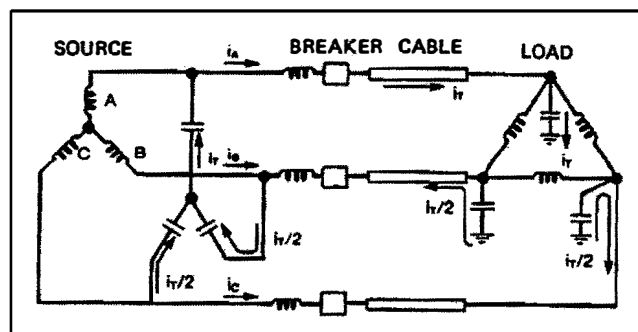 SOURCE
BREAKER CABLE
LOAD
iA
A
iT
C
B
iT
iB
iT
iT/2
iT/2
iT/2
iT/2
iC